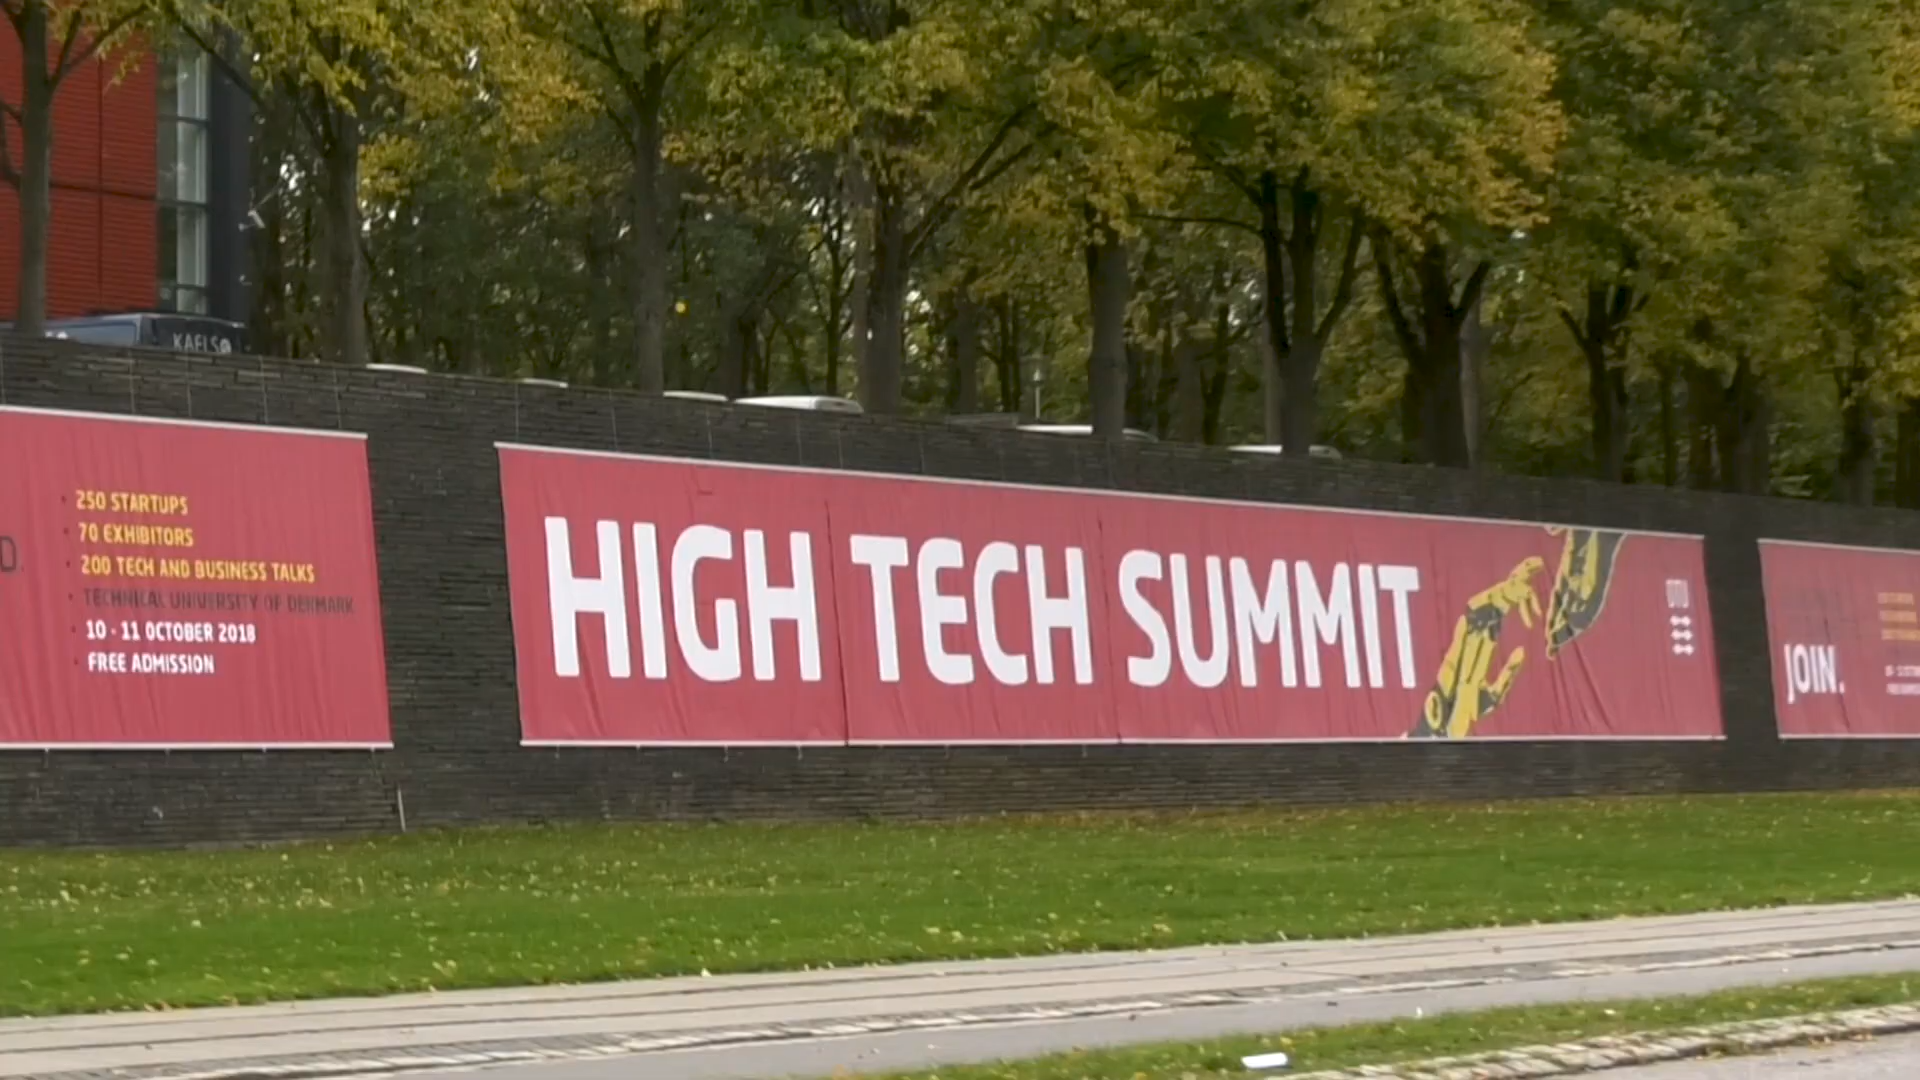 KAELS
D.
250 STARTUPS
70 EXHIBITORS
200 TECH AND BUSINESS TALKS
TECHNICAL UNIVERSITY OF DENMARK
10 - 11 OCTOBER 2018
FREE ADMISSION
HIGH TECH SUMMIT
DTU
JOIN.